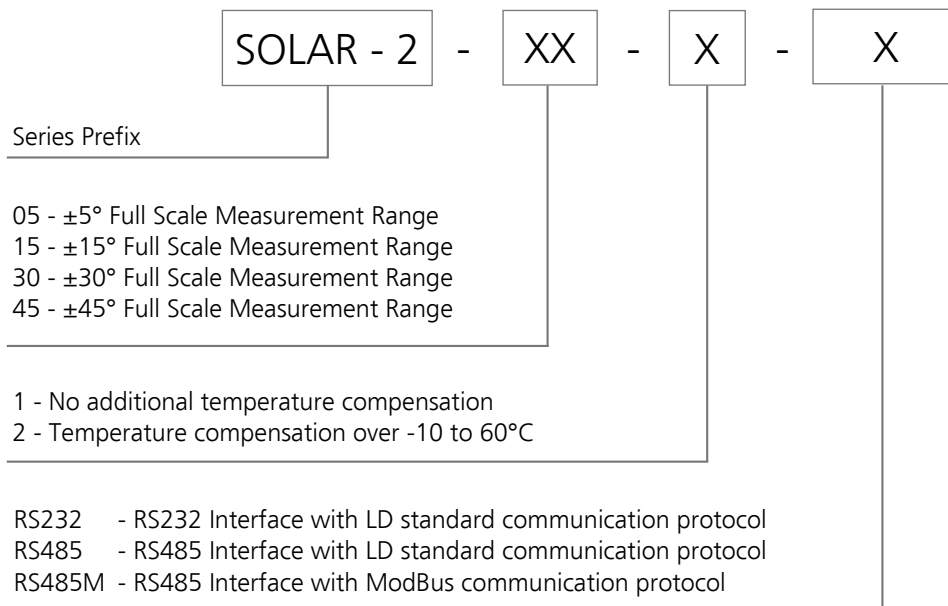 SOLAR - 2 - XX - X - X
Series Prefix
05 - ±5° Full Scale Measurement Range
15 - ±15° Full Scale Measurement Range
30 - ±30° Full Scale Measurement Range
45 - ±45° Full Scale Measurement Range
1 - No additional temperature compensation
2 - Temperature compensation over -10 to 60°C
RS232 - RS232 Interface with LD standard communication protocol
RS485 - RS485 Interface with LD standard communication protocol
RS485M - RS485 Interface with ModBus communication protocol